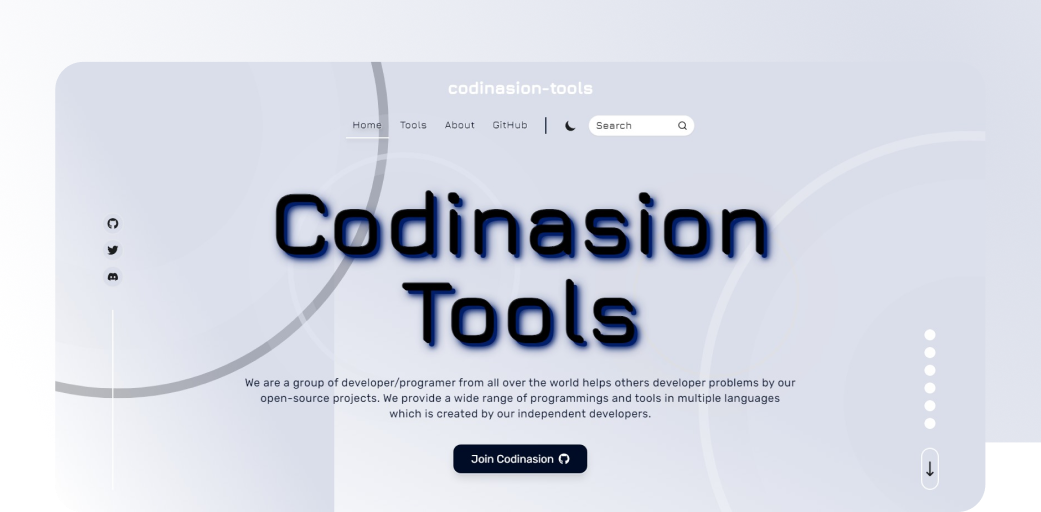 codinasion-tools
Home Tools About GitHub Search
Codinasion
Tools
We are a group of developer/programer from all over the world helps others developer problems by our
open-source projects. We provide a wide range of programmings and tools in multiple languages
which is created by our independent developers.
Join Codinasion